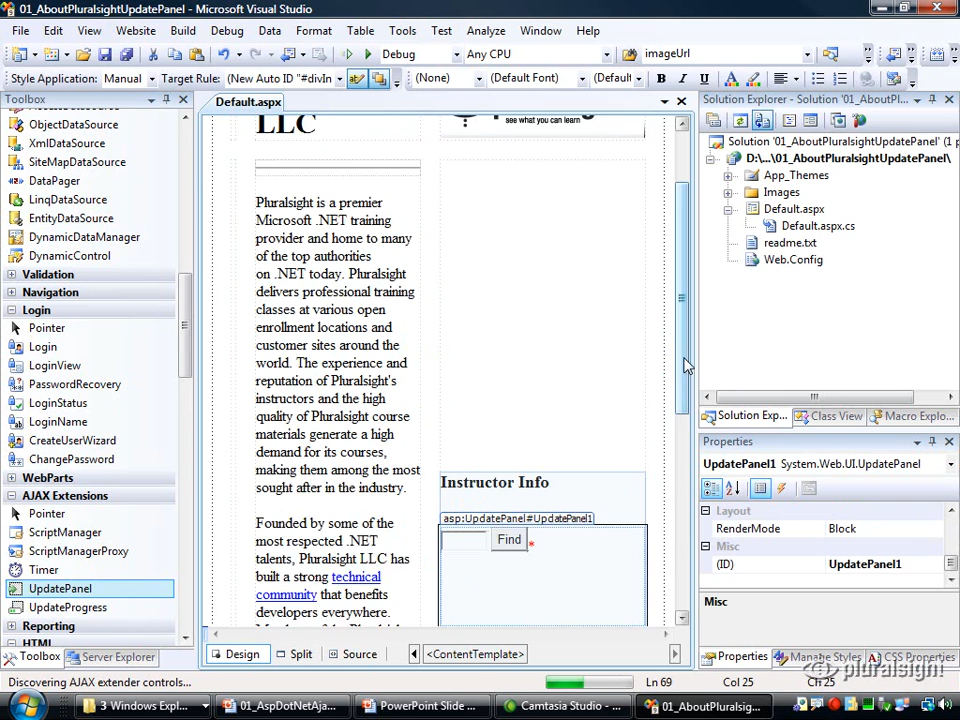 01_AboutPluralsightUpdatePanel - Microsoft Visual Studio
File Edit View Website Build Debug Data Format Table Tools Test Analyze Window Help
Debug Any CPU imageUrl
Style Application: Manual Target Rule: (New Auto ID "#divIn (None) (Default Font) (Defaul B I U A
Toolbox
ObjectDataSource
XmlDataSource
SiteMapDataSource
DataPager
LinqDataSource
EntityDataSource
DynamicDataManager
DynamicControl
Validation
Navigation
Login
Pointer
Login
LoginView
PasswordRecovery
LoginStatus
LoginName
CreateUserWizard
ChangePassword
WebParts
AJAX Extensions
Pointer
ScriptManager
ScriptManagerProxy
Timer
UpdatePanel
UpdateProgress
Reporting
HTML
Toolbox Server Explorer
Default.aspx
LLC
see what you can learn
Pluralsight is a premier
Microsoft .NET training
provider and home to many
of the top authorities
on .NET today. Pluralsight
delivers professional training
classes at various open
enrollment locations and
customer sites around the
world. The experience and
reputation of Pluralsight's
instructors and the high
quality of Pluralsight course
materials generate a high
demand for its courses,
making them among the most
sought after in the industry.
Founded by some of the
most respected .NET
talents, Pluralsight LLC has
built a strong technical
community that benefits
developers everywhere.
Instructor Info
asp:UpdatePanel#UpdatePanel1
Find *
Design Split Source <ContentTemplate>
Solution Explorer - Solution '01_AboutPl...
Solution '01_AboutPluralsightUpdatePanel' (1 p
D:\...\01_AboutPluralsightUpdatePanel\
App_Themes
Images
Default.aspx
Default.aspx.cs
readme.txt
Web.Config
Solution Exp... Class View Macro Explo...
Properties
UpdatePanel1 System.Web.UI.UpdatePanel
Layout
RenderMode Block
Misc
(ID) UpdatePanel1
Misc
Properties Manage Styles CSS Properties
pluralsight
Discovering AJAX extender controls... Ln 69 Col 25 Ch 25
3 Windows Expl... 01_AspDotNetAja... PowerPoint Slide ... Camtasia Studio - ... 01_AboutPluralsig...